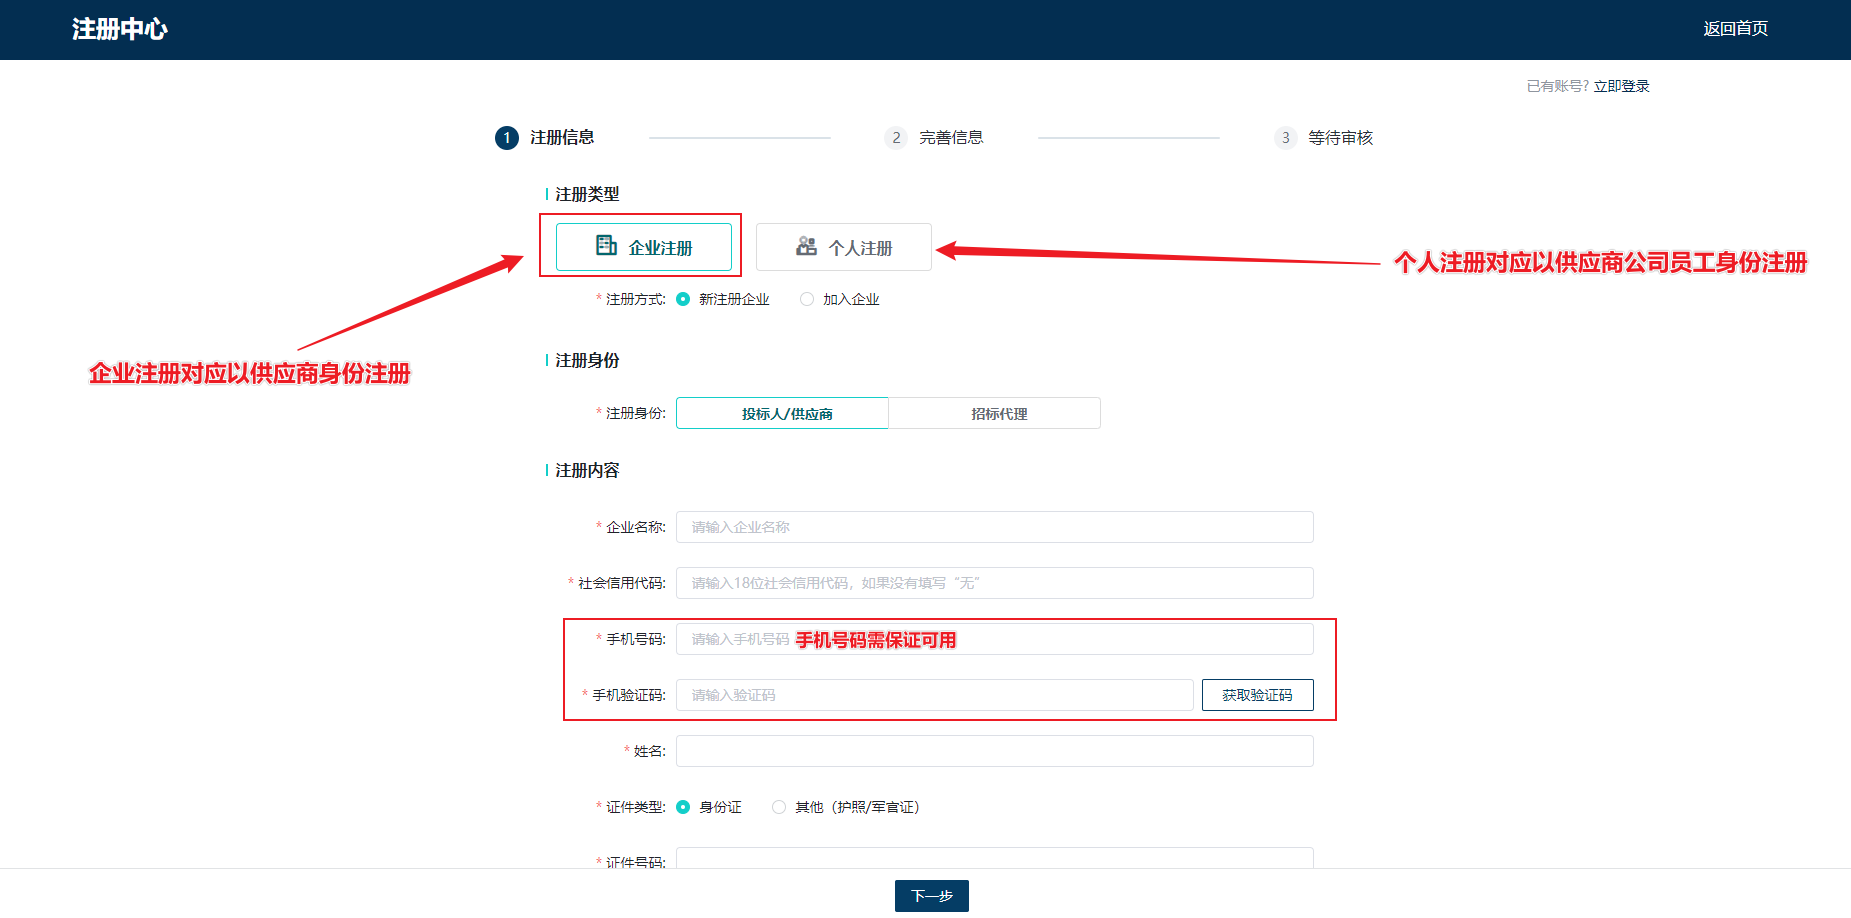 注册中心
返回首页
已有账号? 立即登录
1 注册信息
2 完善信息
3 等待审核
注册类型
企业注册
个人注册
个人注册对应以供应商公司员工身份注册
* 注册方式: 新注册企业 加入企业
企业注册对应以供应商身份注册
注册身份
* 注册身份: 投标人/供应商 招标代理
注册内容
* 企业名称: 请输入企业名称
* 社会信用代码: 请输入18位社会信用代码，如果没有填写“无”
* 手机号码: 请输入手机号码 手机号码需保证可用
* 手机验证码: 请输入验证码 获取验证码
* 姓名:
* 证件类型: 身份证 其他（护照/军官证）
* 证件号码:
下一步